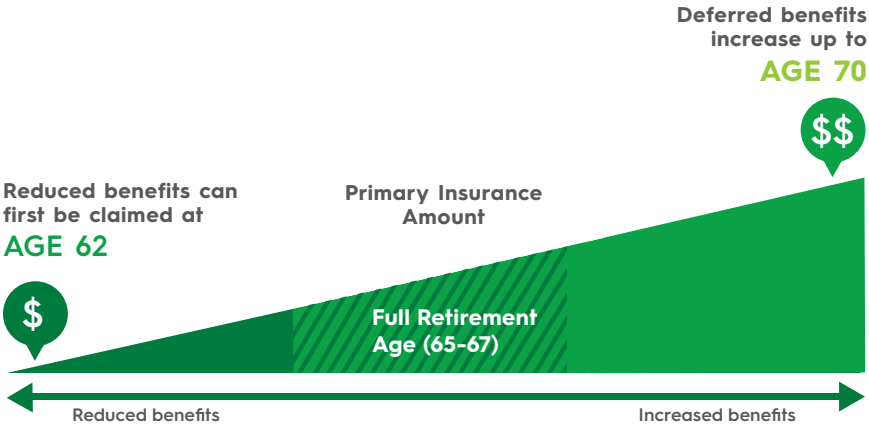 Deferred benefits
increase up to
AGE 70
$$
Reduced benefits can
first be claimed at
AGE 62
$
Primary Insurance
Amount
Full Retirement
Age (65-67)
Reduced benefits
Increased benefits